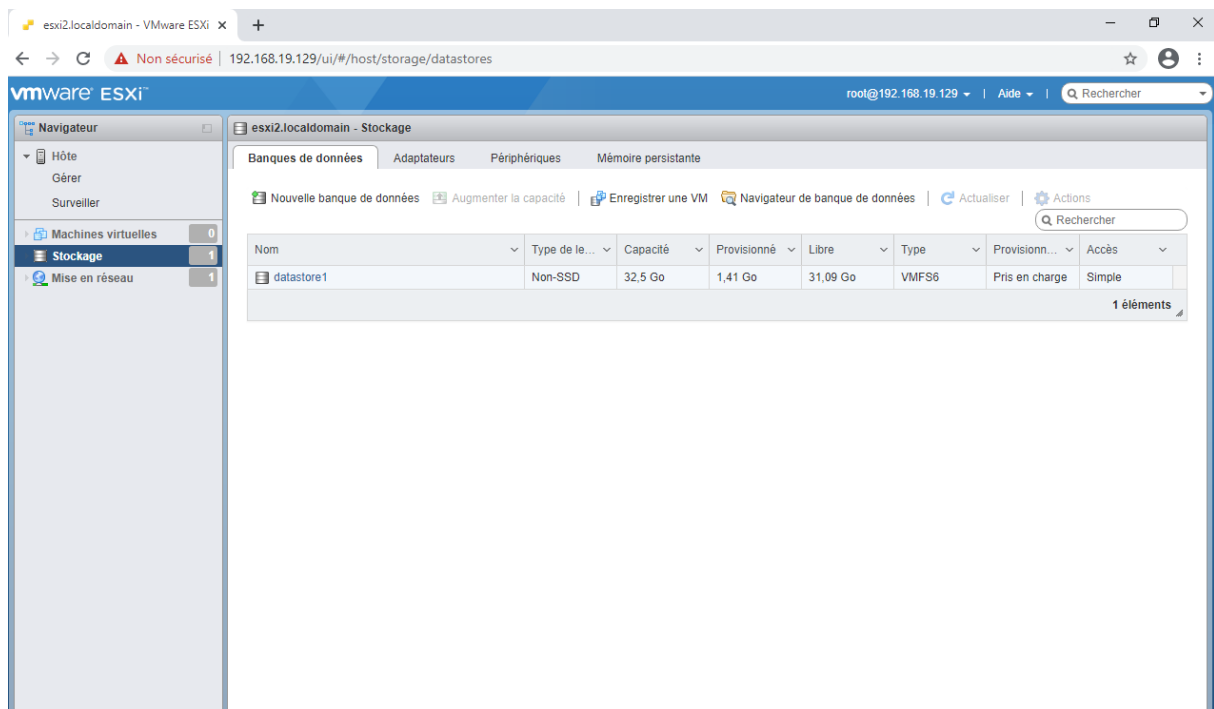 esxi2.localdomain - VMware ESXi
Non sécurisé | 192.168.19.129/ui/#/host/storage/datastores
vmware ESXi™
root@192.168.19.129 | Aide | Rechercher
Navigateur
esxi2.localdomain - Stockage
Hôte
Gérer
Surveiller
Machines virtuelles 0
Stockage 1
Mise en réseau 1
Banques de données Adaptateurs Périphériques Mémoire persistante
Nouvelle banque de données Augmenter la capacité | Enregistrer une VM Navigateur de banque de données | Actualiser | Actions
Rechercher
Nom Type de le... Capacité Provisionné Libre Type Provisionn... Accès
datastore1 Non-SSD 32,5 Go 1,41 Go 31,09 Go VMFS6 Pris en charge Simple
1 éléments